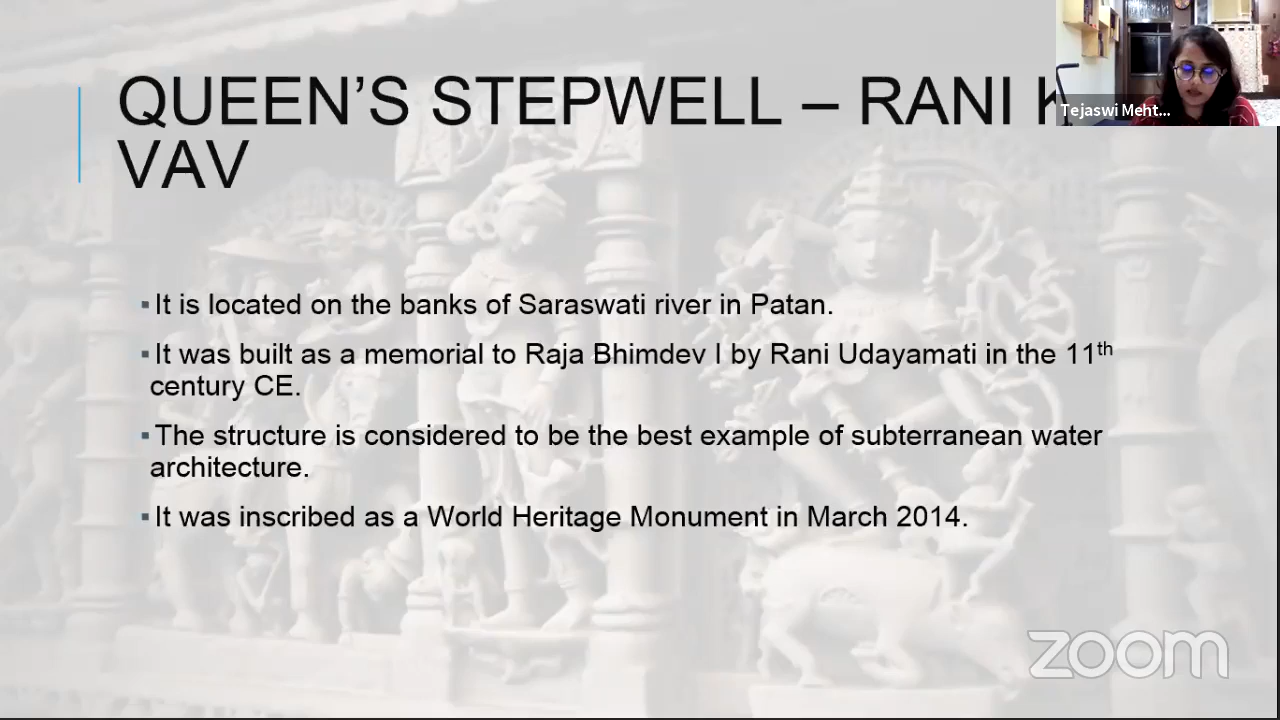 QUEEN’S STEPWELL – RANI
VAV
Tejaswi Meht...
▪ It is located on the banks of Saraswati river in Patan.
▪ It was built as a memorial to Raja Bhimdev I by Rani Udayamati in the 11th
century CE.
▪ The structure is considered to be the best example of subterranean water
architecture.
▪ It was inscribed as a World Heritage Monument in March 2014.
zoom